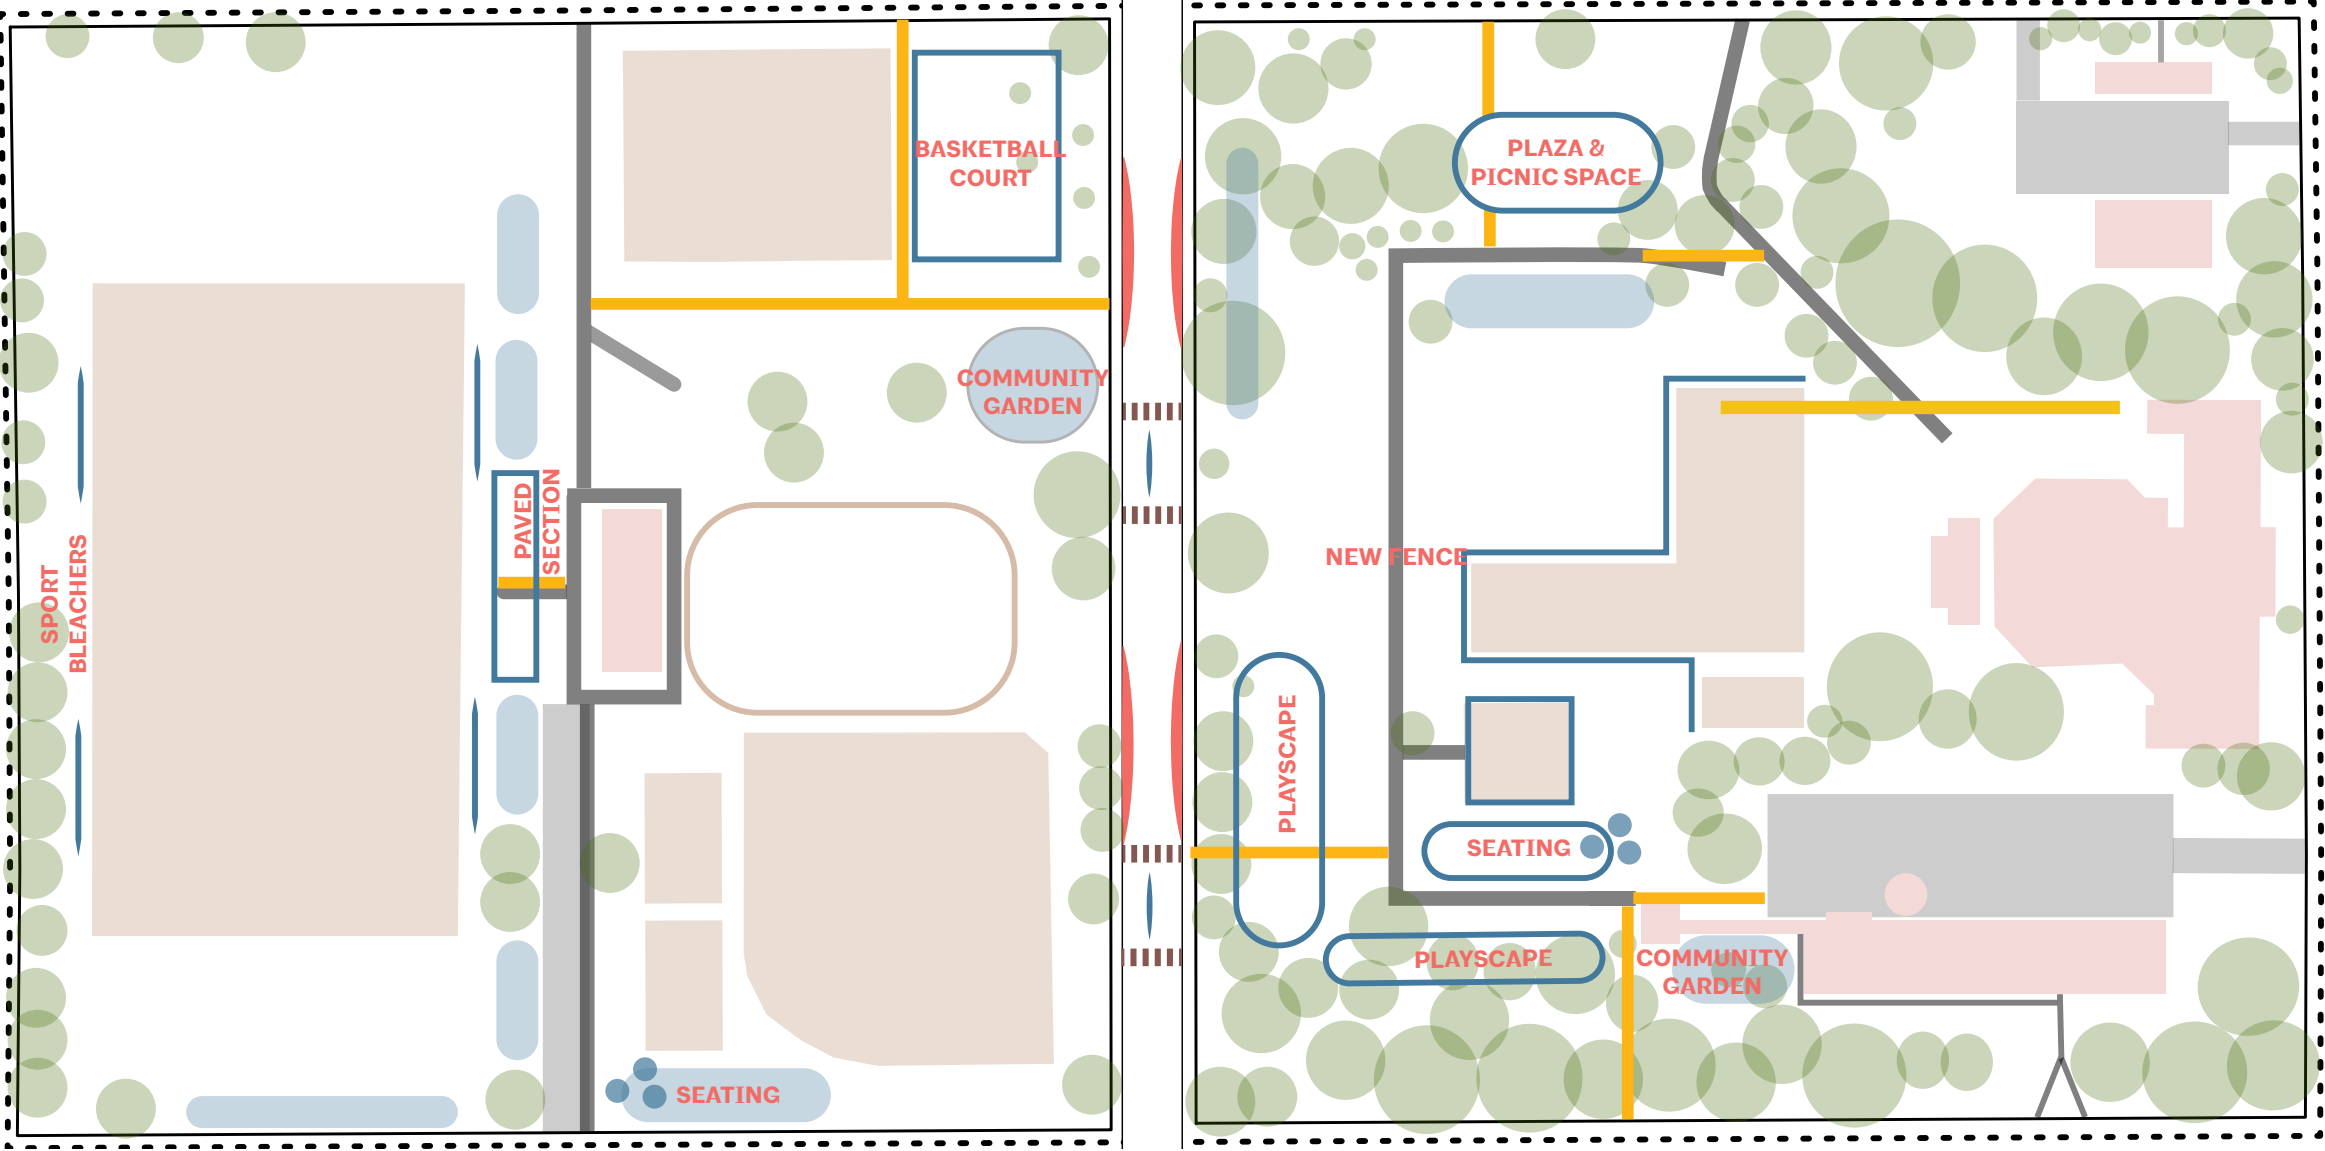 BASKETBALL
COURT
COMMUNITY
GARDEN
PAVED
SECTION
SPORT
BLEACHERS
SEATING
PLAZA &
PICNIC SPACE
NEW FENCE
PLAYSCAPE
SEATING
PLAYSCAPE
COMMUNITY
GARDEN